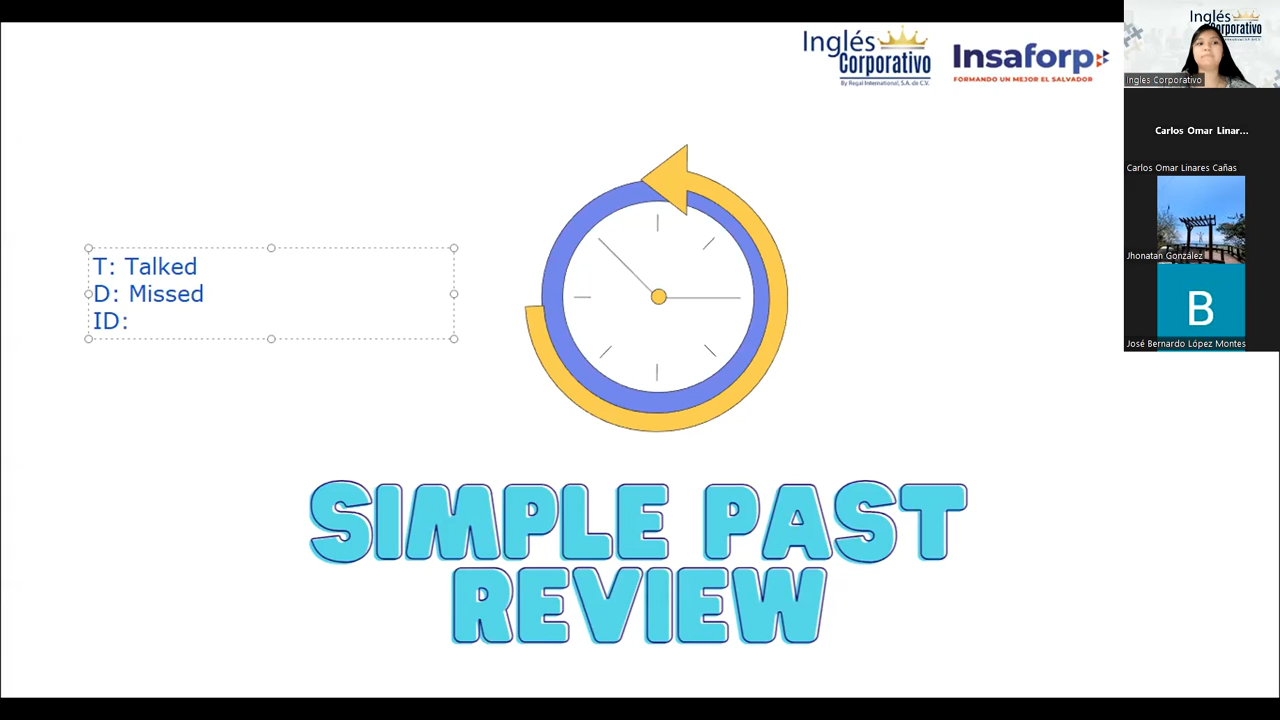 Inglés
Corporativo
By Regal International, S.A. de C.V.
Insaforp
FORMANDO UN MEJOR EL SALVADOR
T: Talked
D: Missed
ID:
SIMPLE PAST
REVIEW
Inglés
Corporativo
Ingles Corporativo
Carlos Omar Linar...
Carlos Omar Linares Cañas
Jhonatan González
B
José Bernardo López Montes